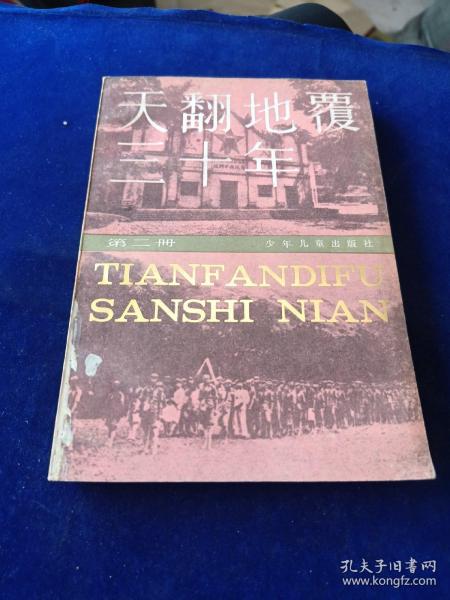 天翻地覆
三十年
第二册 少年儿童出版社
TIANFANDIFU
SANSHI NIAN
孔夫子旧书网
www.kongfz.com